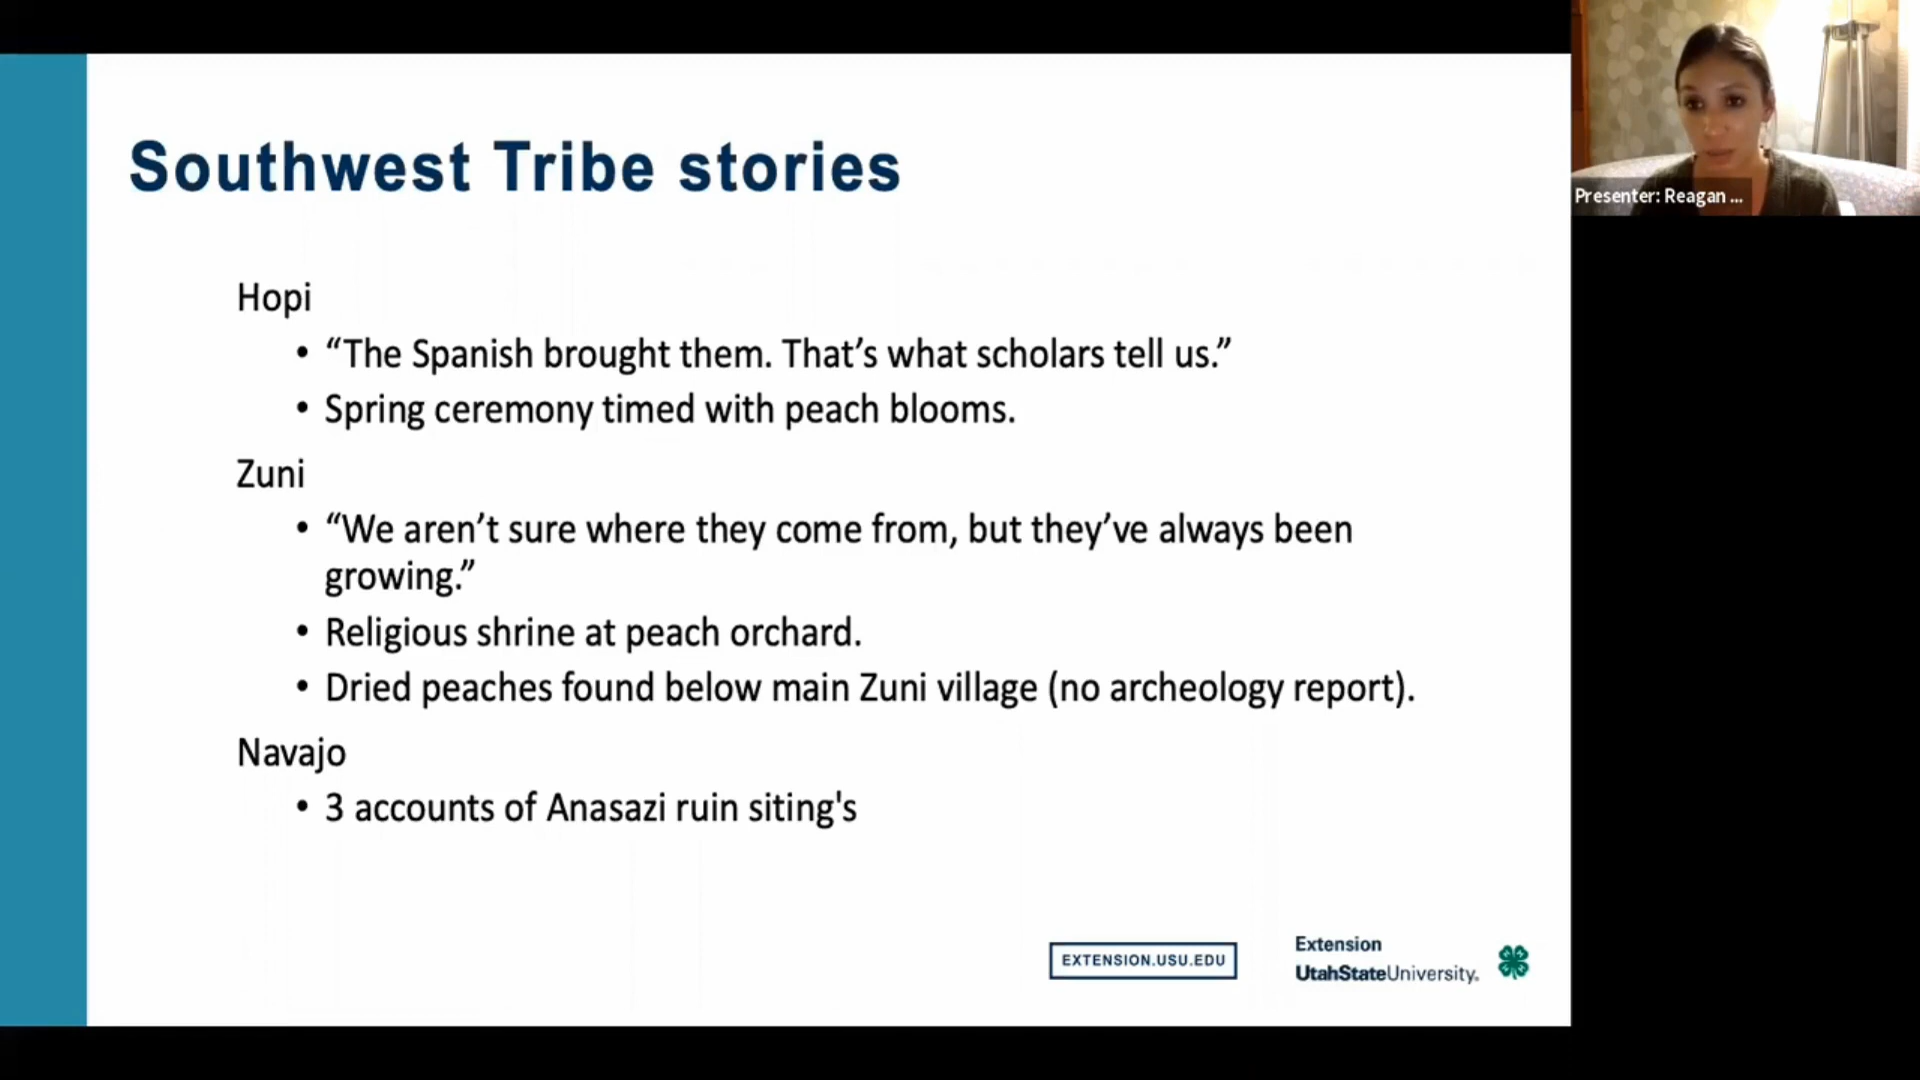 Southwest Tribe stories
Presenter: Reagan ...
Hopi
• “The Spanish brought them. That’s what scholars tell us.”
• Spring ceremony timed with peach blooms.
Zuni
• “We aren’t sure where they come from, but they’ve always been
growing.”
• Religious shrine at peach orchard.
• Dried peaches found below main Zuni village (no archeology report).
Navajo
• 3 accounts of Anasazi ruin siting's
EXTENSION.USU.EDU
Extension
UtahStateUniversity.